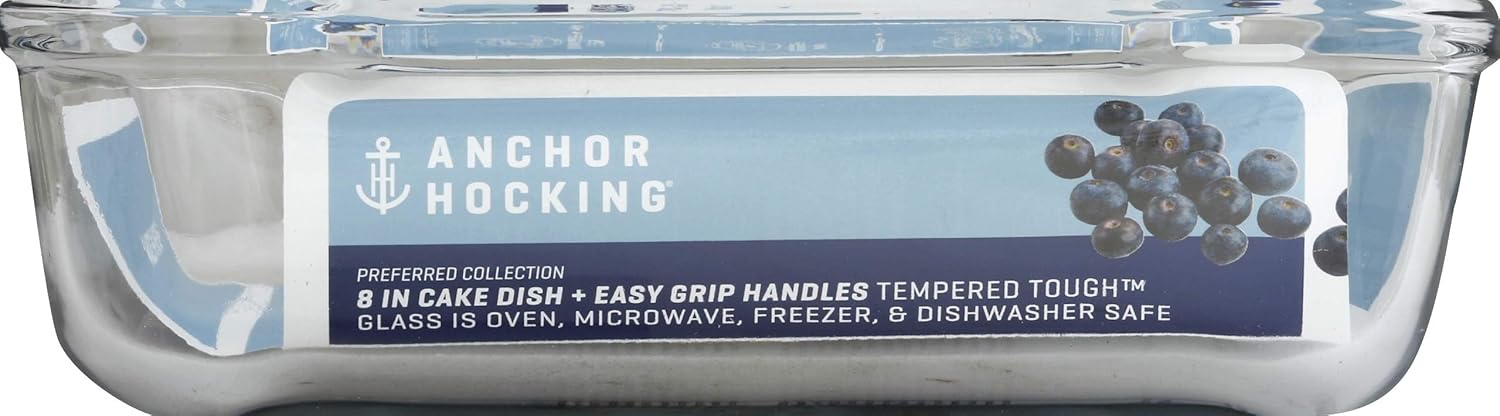 ANCHOR
HOCKING®
PREFERRED COLLECTION
8 IN CAKE DISH + EASY GRIP HANDLES TEMPERED TOUGH™
GLASS IS OVEN, MICROWAVE, FREEZER, & DISHWASHER SAFE